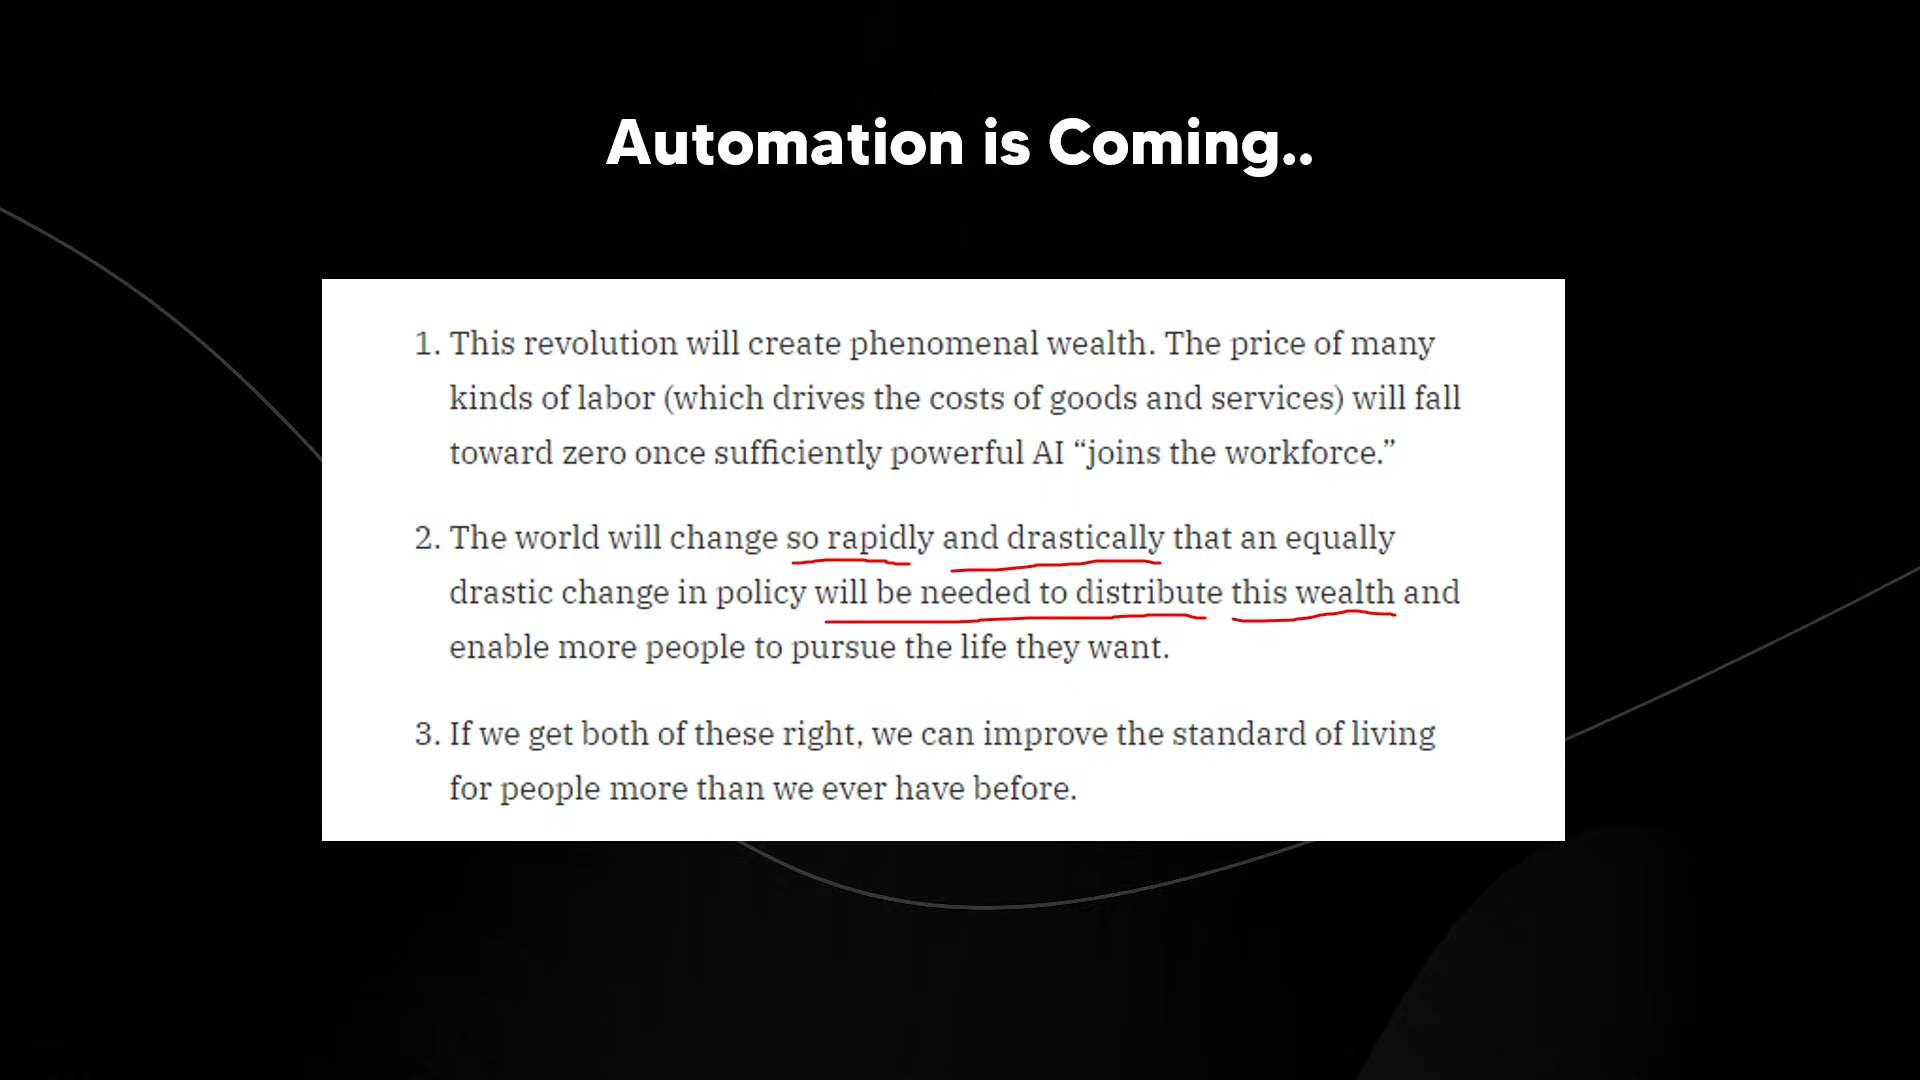 Automation is Coming..
1. This revolution will create phenomenal wealth. The price of many
kinds of labor (which drives the costs of goods and services) will fall
toward zero once sufficiently powerful AI “joins the workforce.”
2. The world will change so rapidly and drastically that an equally
drastic change in policy will be needed to distribute this wealth and
enable more people to pursue the life they want.
3. If we get both of these right, we can improve the standard of living
for people more than we ever have before.